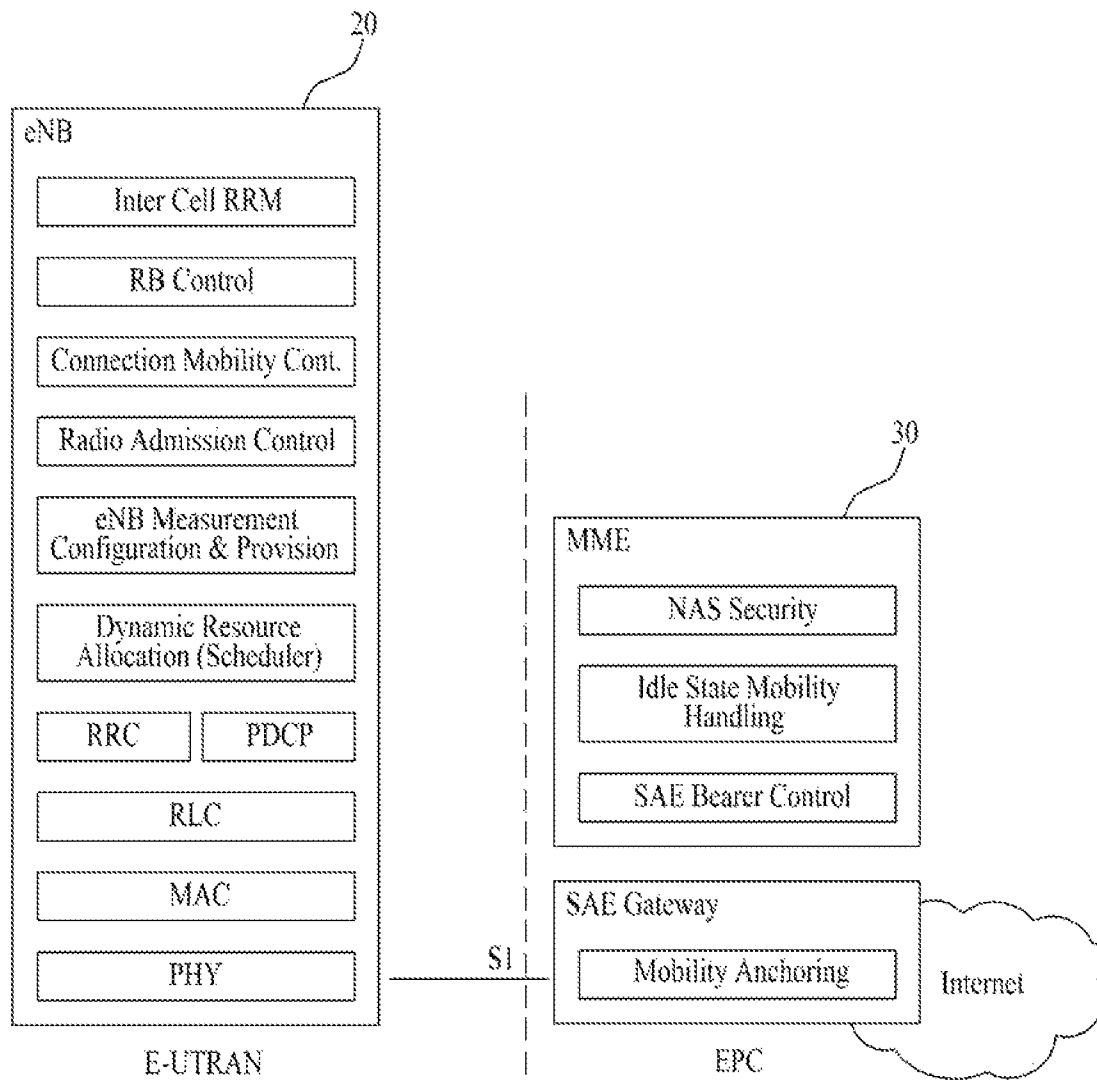 20
eNB
Inter Cell RRM
RB Control
Connection Mobility Cont.
Radio Admission Control
eNB Measurement
Configuration & Provision
Dynamic Resource
Allocation (Scheduler)
RRC
PDCP
RLC
MAC
PHY
E-UTRAN
S1
30
MME
NAS Security
Idle State Mobility
Handling
SAE Bearer Control
SAE Gateway
Mobility Anchoring
Internet
EPC